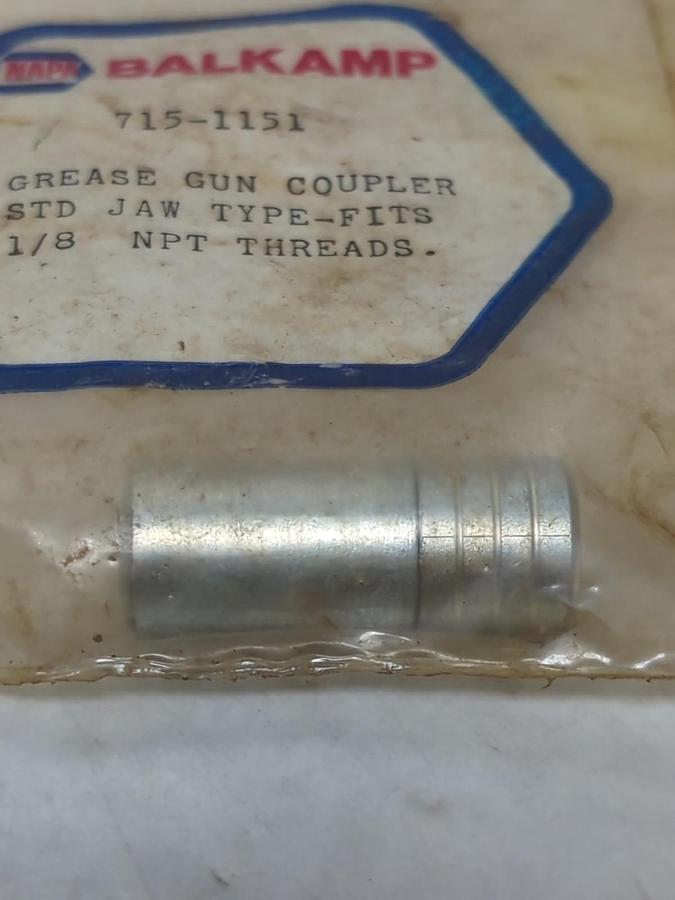 NAPA BALKAMP
715-1151
GREASE GUN COUPLER
STD JAW TYPE-FITS
1/8 NPT THREADS.